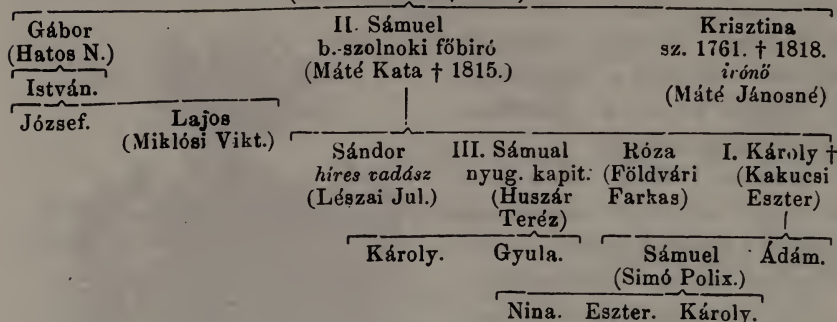 Gábor II. Sámuel Krisztina
(Hatos N.) b.-szolnoki főbiró sz. 1761. † 1818.
István. (Máté Kata † 1815.) irónő
(Máté Jánosné)
József. Lajos
(Miklósi Vikt.)
Sándor III. Sámual Róza I. Károly †
híres vadász nyug. kapit. (Földvári (Kakucsi
(Lészai Jul.) (Huszár Farkas) Eszter)
Teréz)
Károly. Gyula. Sámuel Ádám.
(Simó Polix.)
Nina. Eszter. Károly.